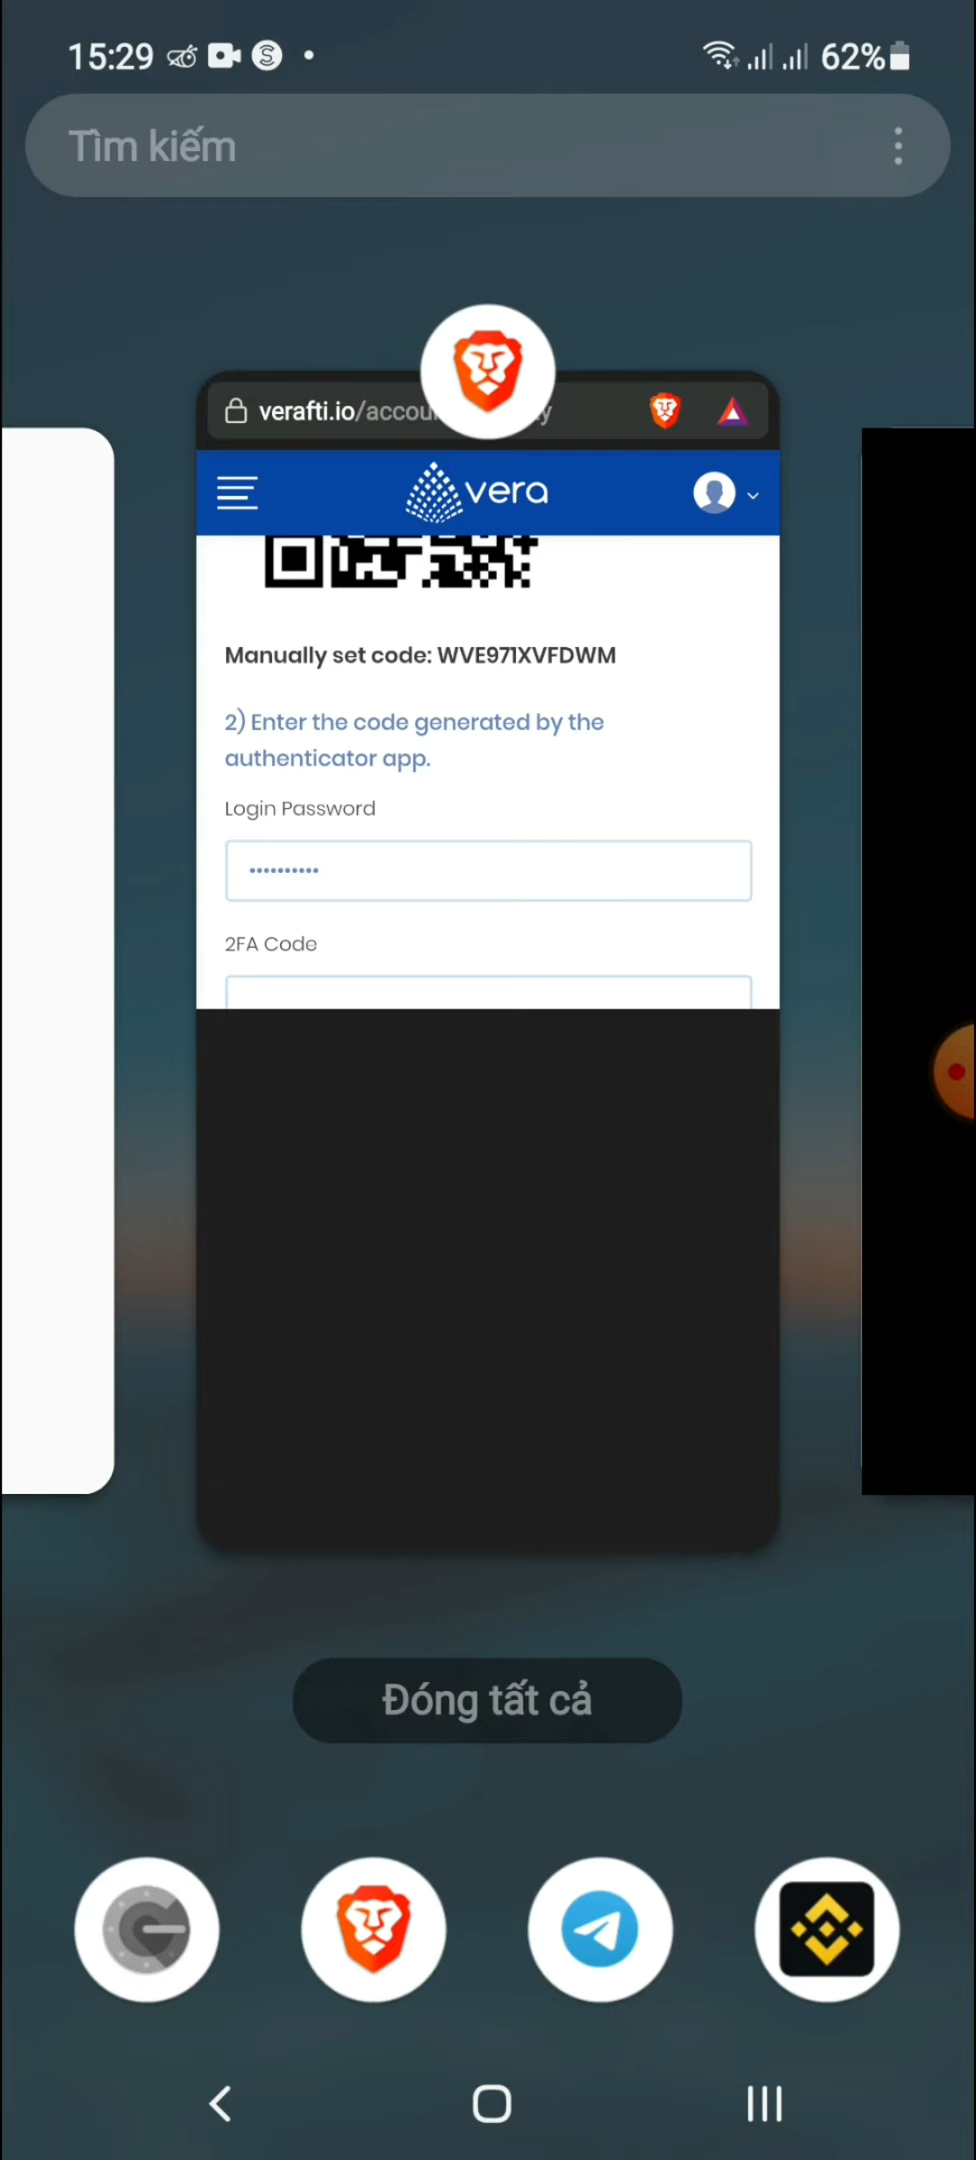 15:29
62%
Tìm kiếm
verafti.io/accou
vera
Manually set code: WVE971XVFDWM
2) Enter the code generated by the
authenticator app.
Login Password
2FA Code
Đóng tất cả